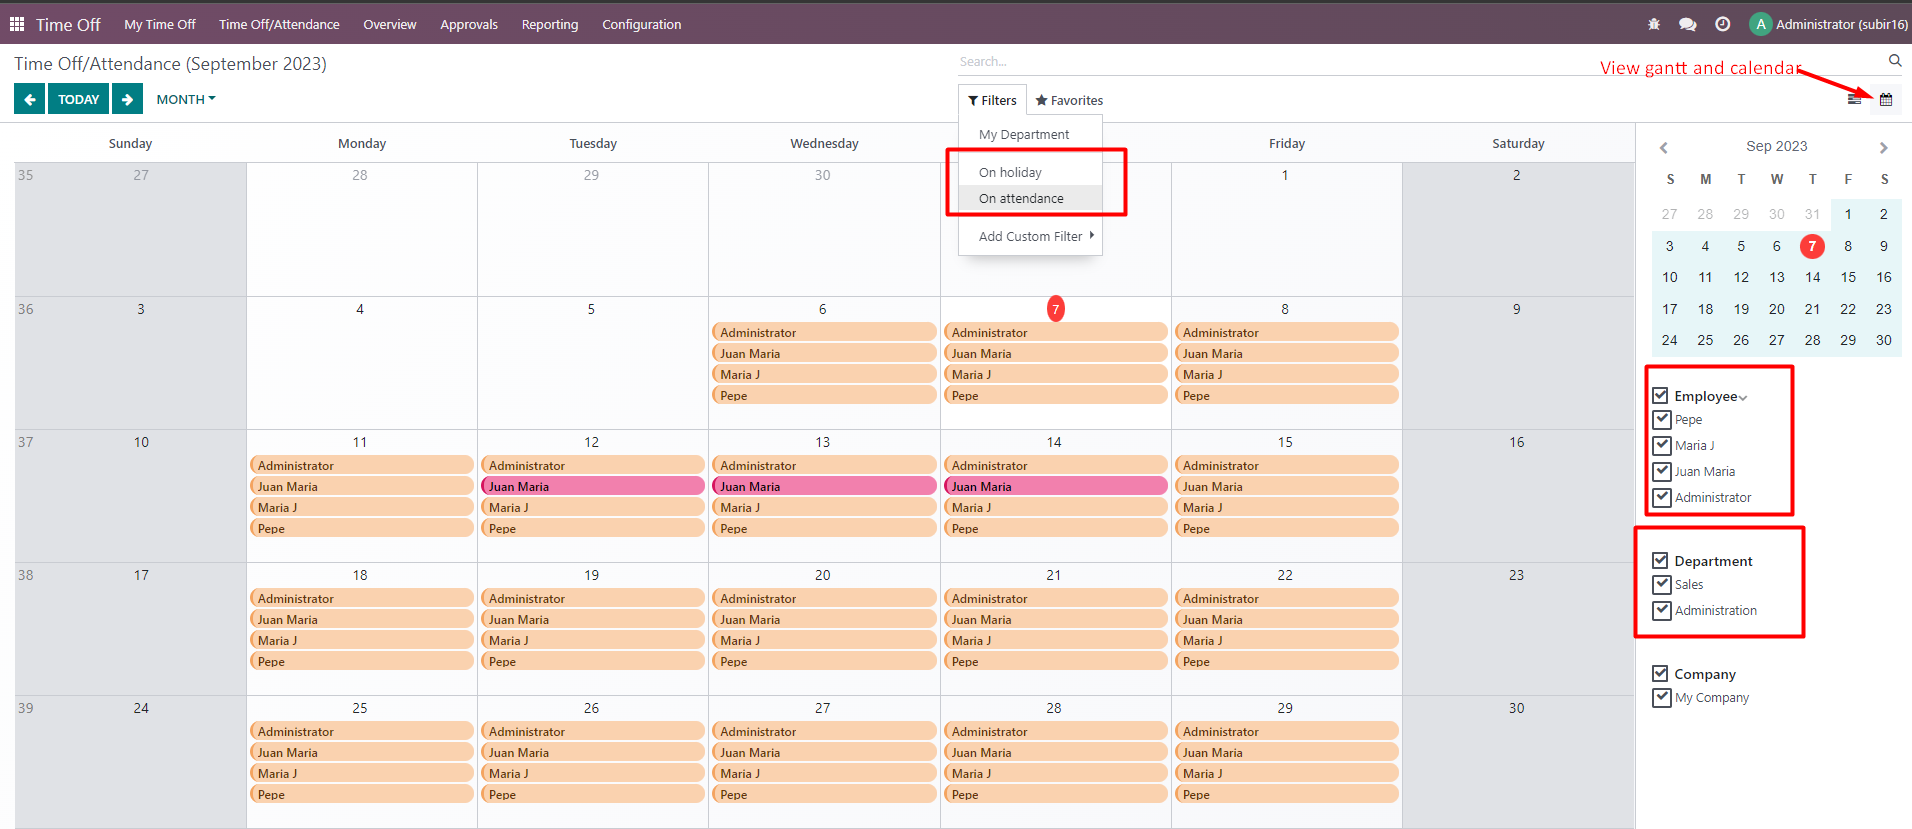 Time Off My Time Off Time Off/Attendance Overview Approvals Reporting Configuration A Administrator (subir16)
Time Off/Attendance (September 2023) Search...
View gantt and calendar
TODAY MONTH Filters Favorites
My Department
On holiday
On attendance
Add Custom Filter
Sunday Monday Tuesday Wednesday Friday Saturday
35 27 28 29 30 1 2
36 3 4 5 6 7 8 9
Administrator Administrator Administrator
Juan Maria Juan Maria Juan Maria
Maria J Maria J Maria J
Pepe Pepe Pepe
37 10 11 12 13 14 15 16
Administrator Administrator Administrator Administrator Administrator
Juan Maria Juan Maria Juan Maria Juan Maria Juan Maria
Maria J Maria J Maria J Maria J Maria J
Pepe Pepe Pepe Pepe Pepe
38 17 18 19 20 21 22 23
Administrator Administrator Administrator Administrator Administrator
Juan Maria Juan Maria Juan Maria Juan Maria Juan Maria
Maria J Maria J Maria J Maria J Maria J
Pepe Pepe Pepe Pepe Pepe
39 24 25 26 27 28 29 30
Administrator Administrator Administrator Administrator Administrator
Juan Maria Juan Maria Juan Maria Juan Maria Juan Maria
Maria J Maria J Maria J Maria J Maria J
Pepe Pepe Pepe Pepe Pepe
Sep 2023
S M T W T F S
27 28 29 30 31 1 2
3 4 5 6 7 8 9
10 11 12 13 14 15 16
17 18 19 20 21 22 23
24 25 26 27 28 29 30
Employee
Pepe
Maria J
Juan Maria
Administrator
Department
Sales
Administration
Company
My Company